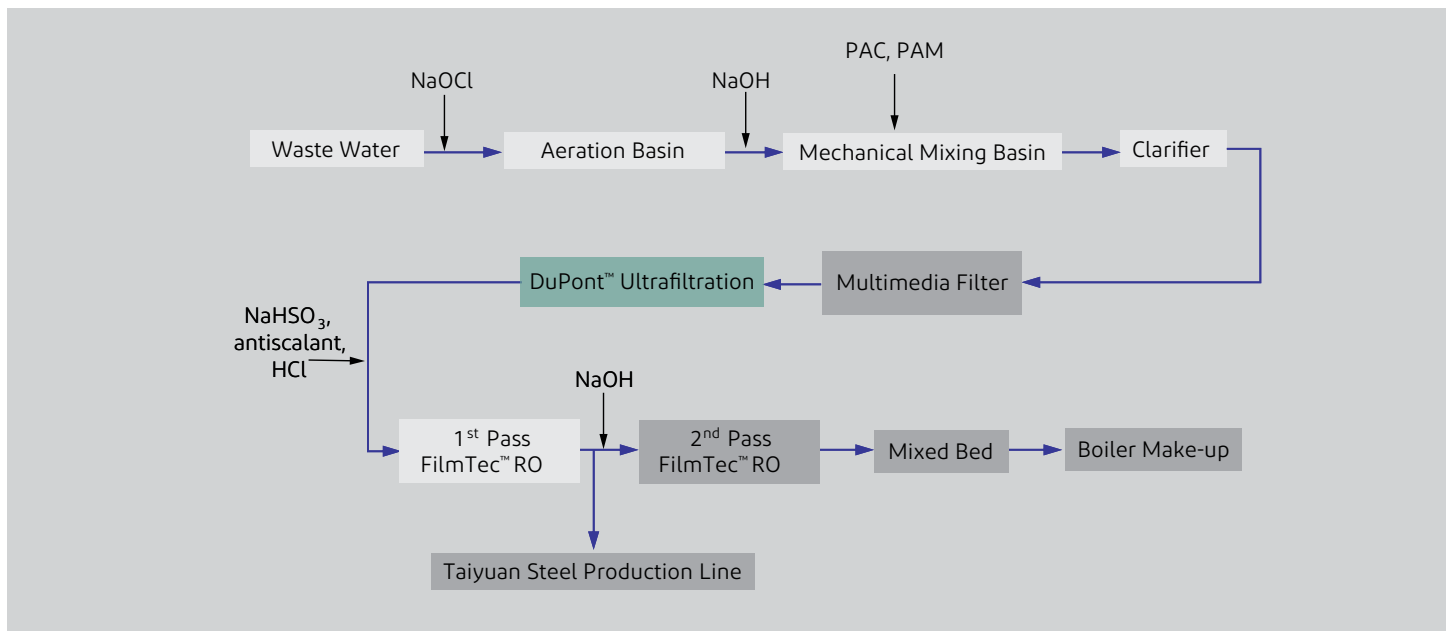 PAC, PAM
NaOCl
NaOH
Waste Water
Aeration Basin
Mechanical Mixing Basin
Clarifier
DuPont™ Ultrafiltration
Multimedia Filter
NaHSO₃,
antiscalant,
HCl
NaOH
1ˢᵗ Pass
FilmTec™ RO
2ⁿᵈ Pass
FilmTec™ RO
Mixed Bed
Boiler Make-up
Taiyuan Steel Production Line